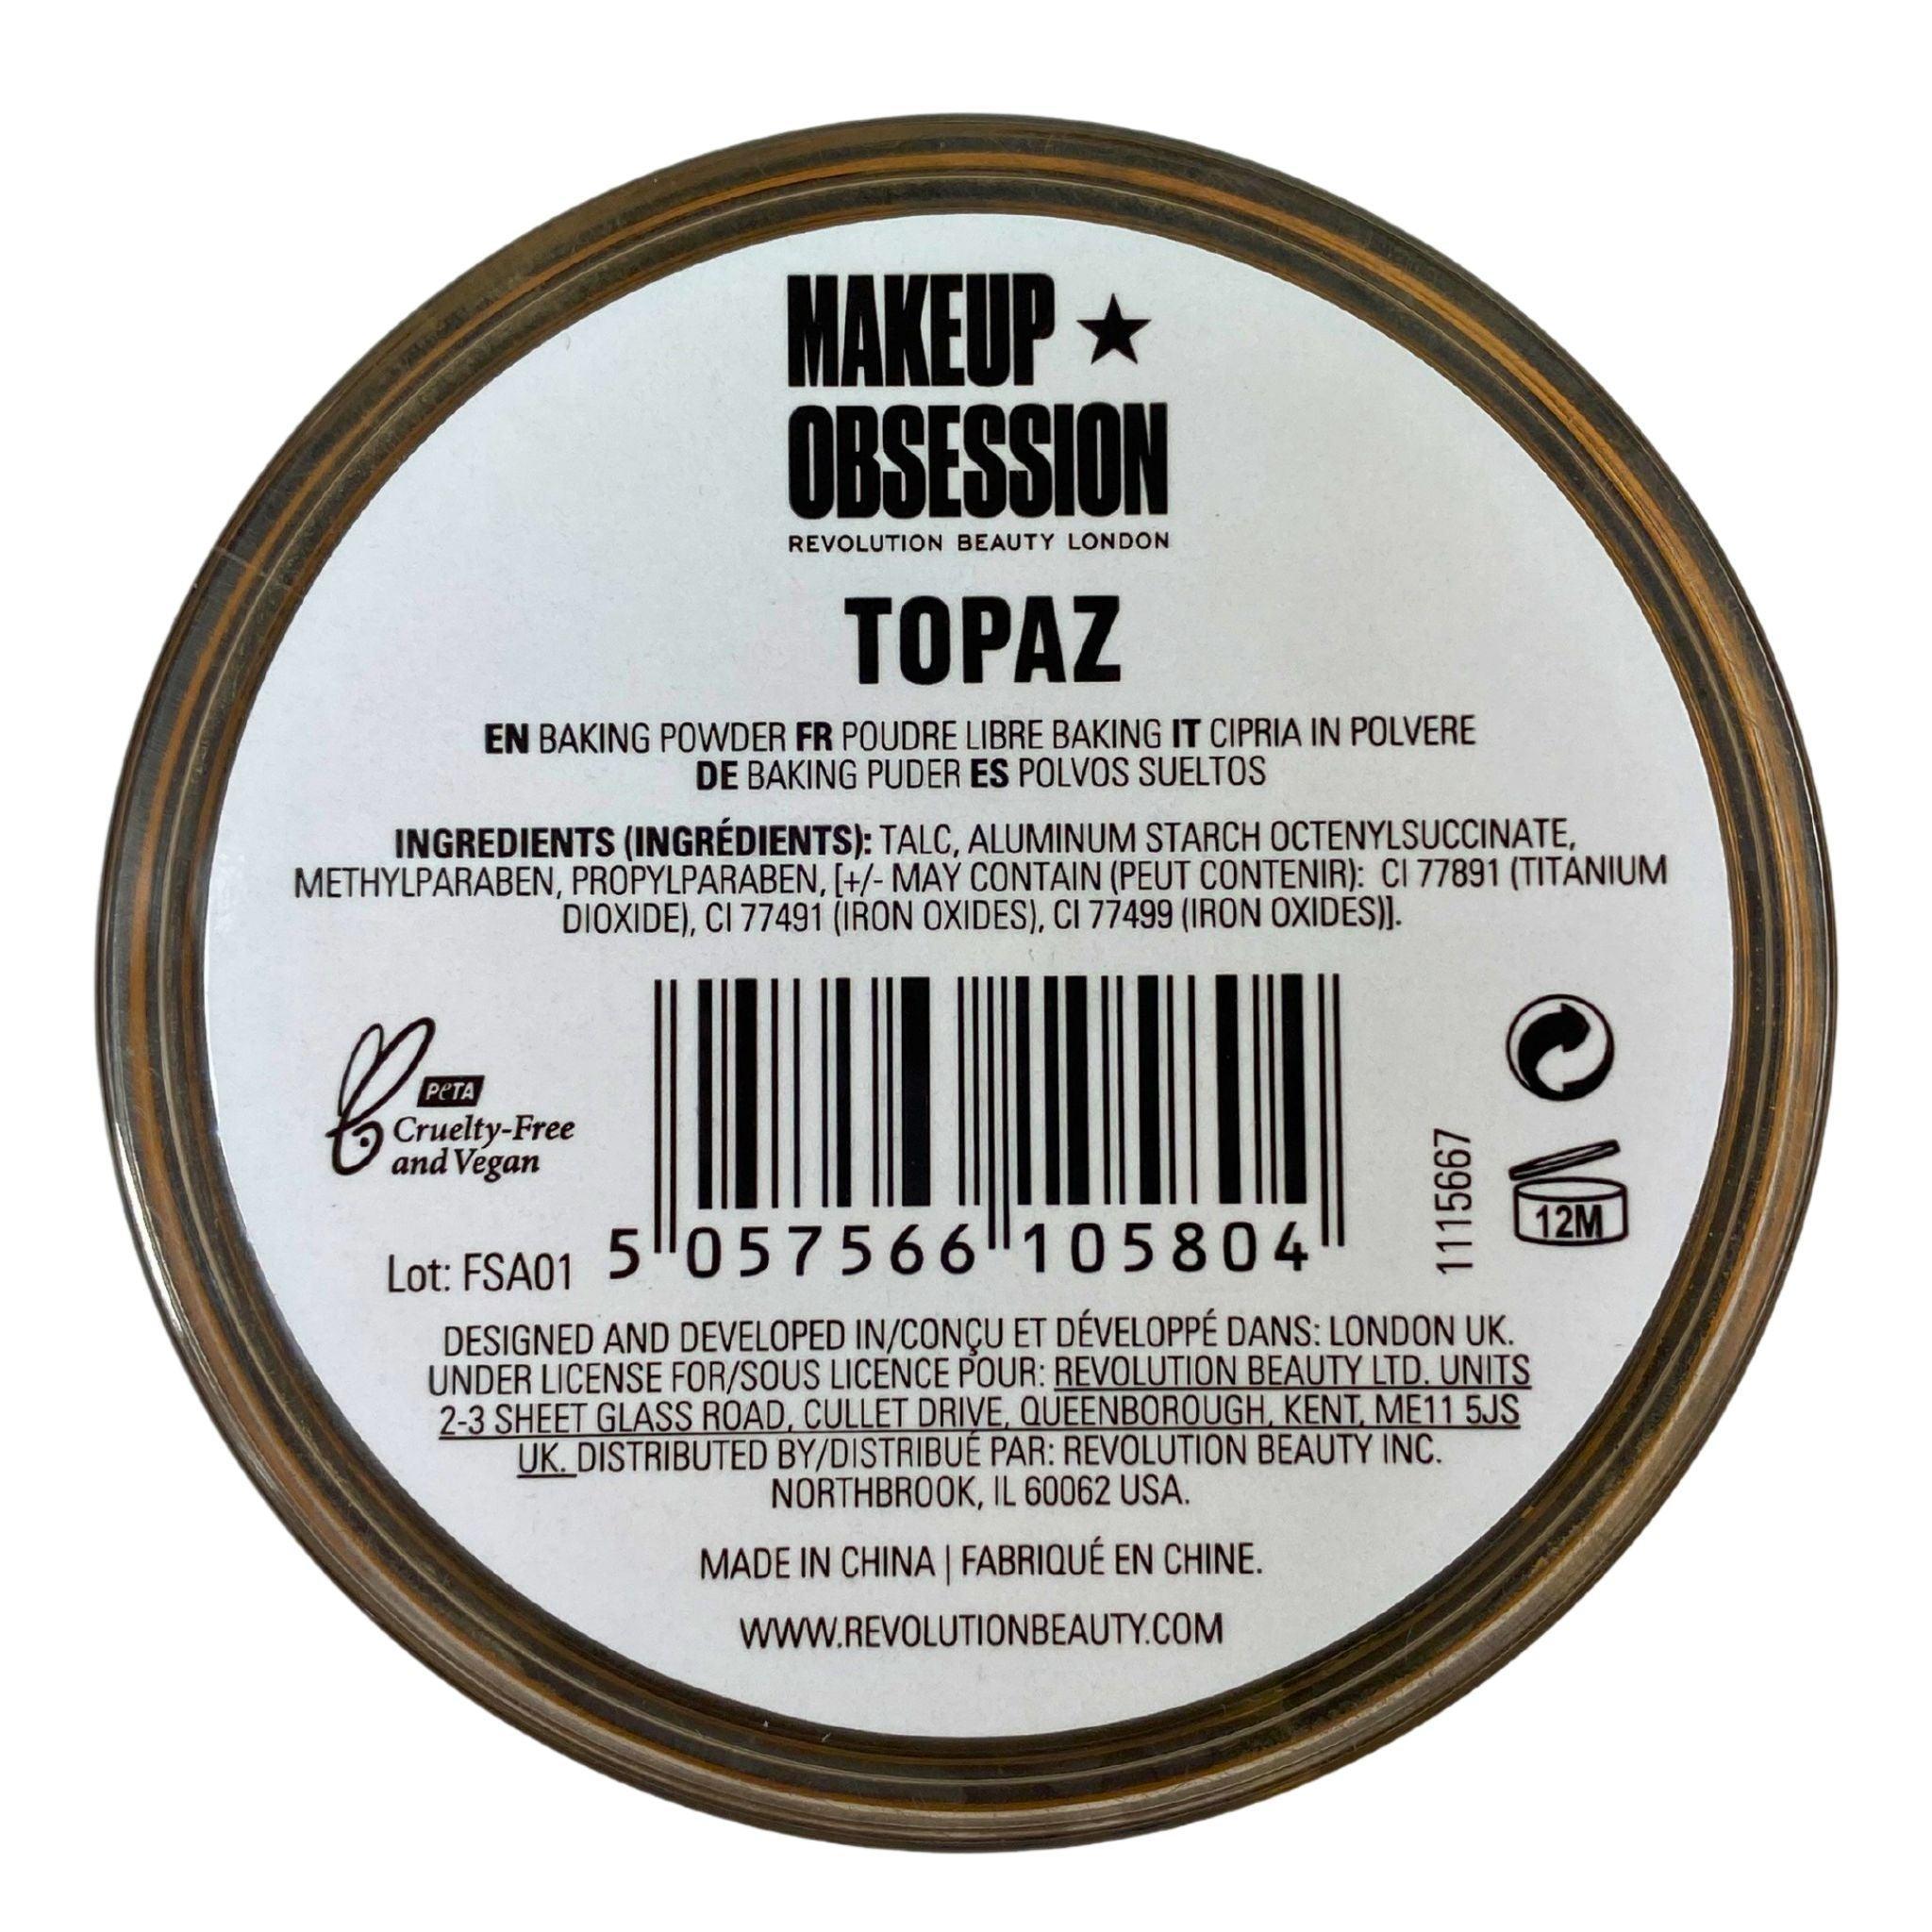 MAKEUP ★
OBSESSION
REVOLUTION BEAUTY LONDON
TOPAZ
EN BAKING POWDER FR POUDRE LIBRE BAKING IT CIPRIA IN POLVERE
DE BAKING PUDER ES POLVOS SUELTOS
INGREDIENTS (INGRÉDIENTS): TALC, ALUMINUM STARCH OCTENYLSUCCINATE,
METHYLPARABEN, PROPYLPARABEN, [+/- MAY CONTAIN (PEUT CONTENIR): CI 77891 (TITANIUM
DIOXIDE), CI 77491 (IRON OXIDES), CI 77499 (IRON OXIDES)].
PETA
Cruelty-Free
and Vegan
Lot: FSA01
5 057566 105804
1115667
12M
DESIGNED AND DEVELOPED IN/CONÇU ET DÉVELOPPÉ DANS: LONDON UK.
UNDER LICENSE FOR/SOUS LICENCE POUR: REVOLUTION BEAUTY LTD. UNITS
2-3 SHEET GLASS ROAD, CULLET DRIVE, QUEENBOROUGH, KENT, ME11 5JS
UK. DISTRIBUTED BY/DISTRIBUÉ PAR: REVOLUTION BEAUTY INC.
NORTHBROOK, IL 60062 USA.
MADE IN CHINA | FABRIQUÉ EN CHINE.
WWW.REVOLUTIONBEAUTY.COM